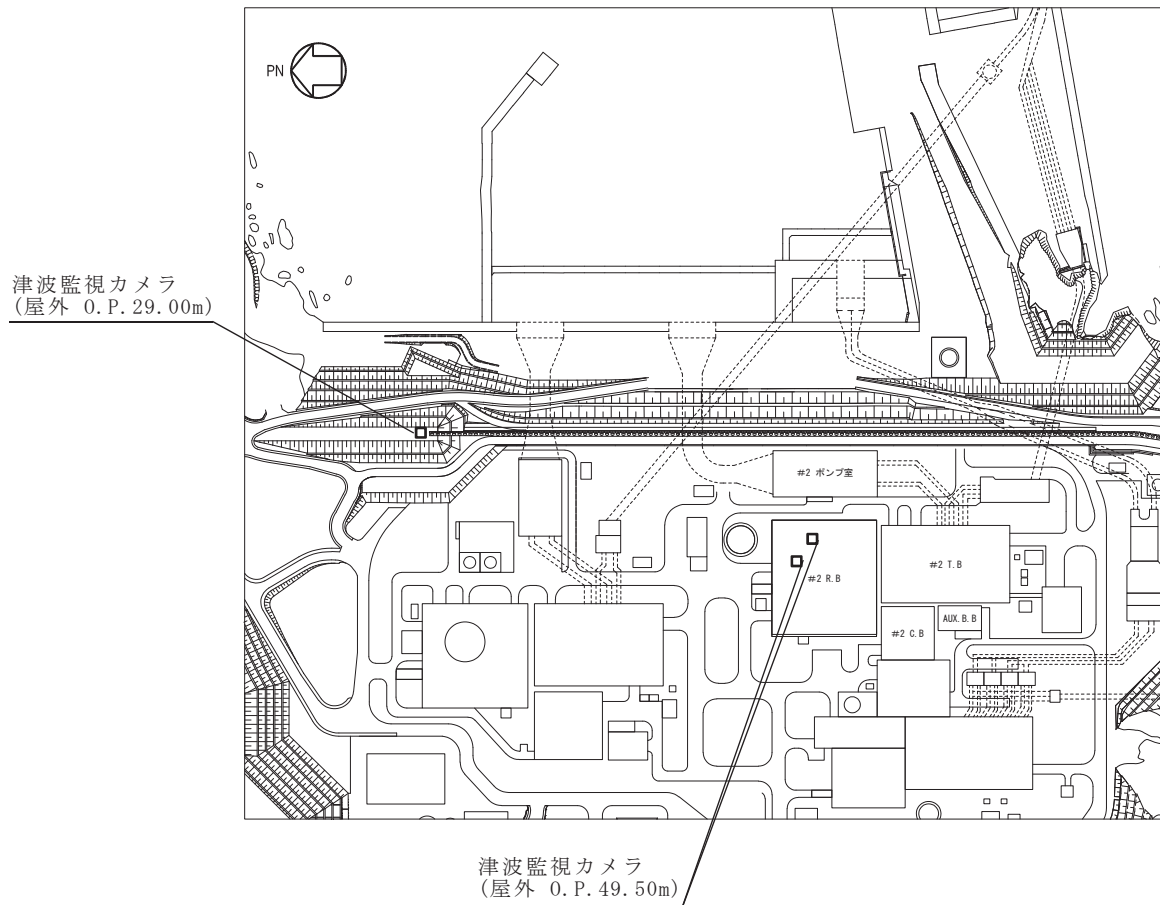 PN
津波監視カメラ
(屋外 O.P.29.00m)
#2 ポンプ室
#2 R.B
#2 T.B
#2 C.B
AUX.B.B
津波監視カメラ
(屋外 O.P.49.50m)